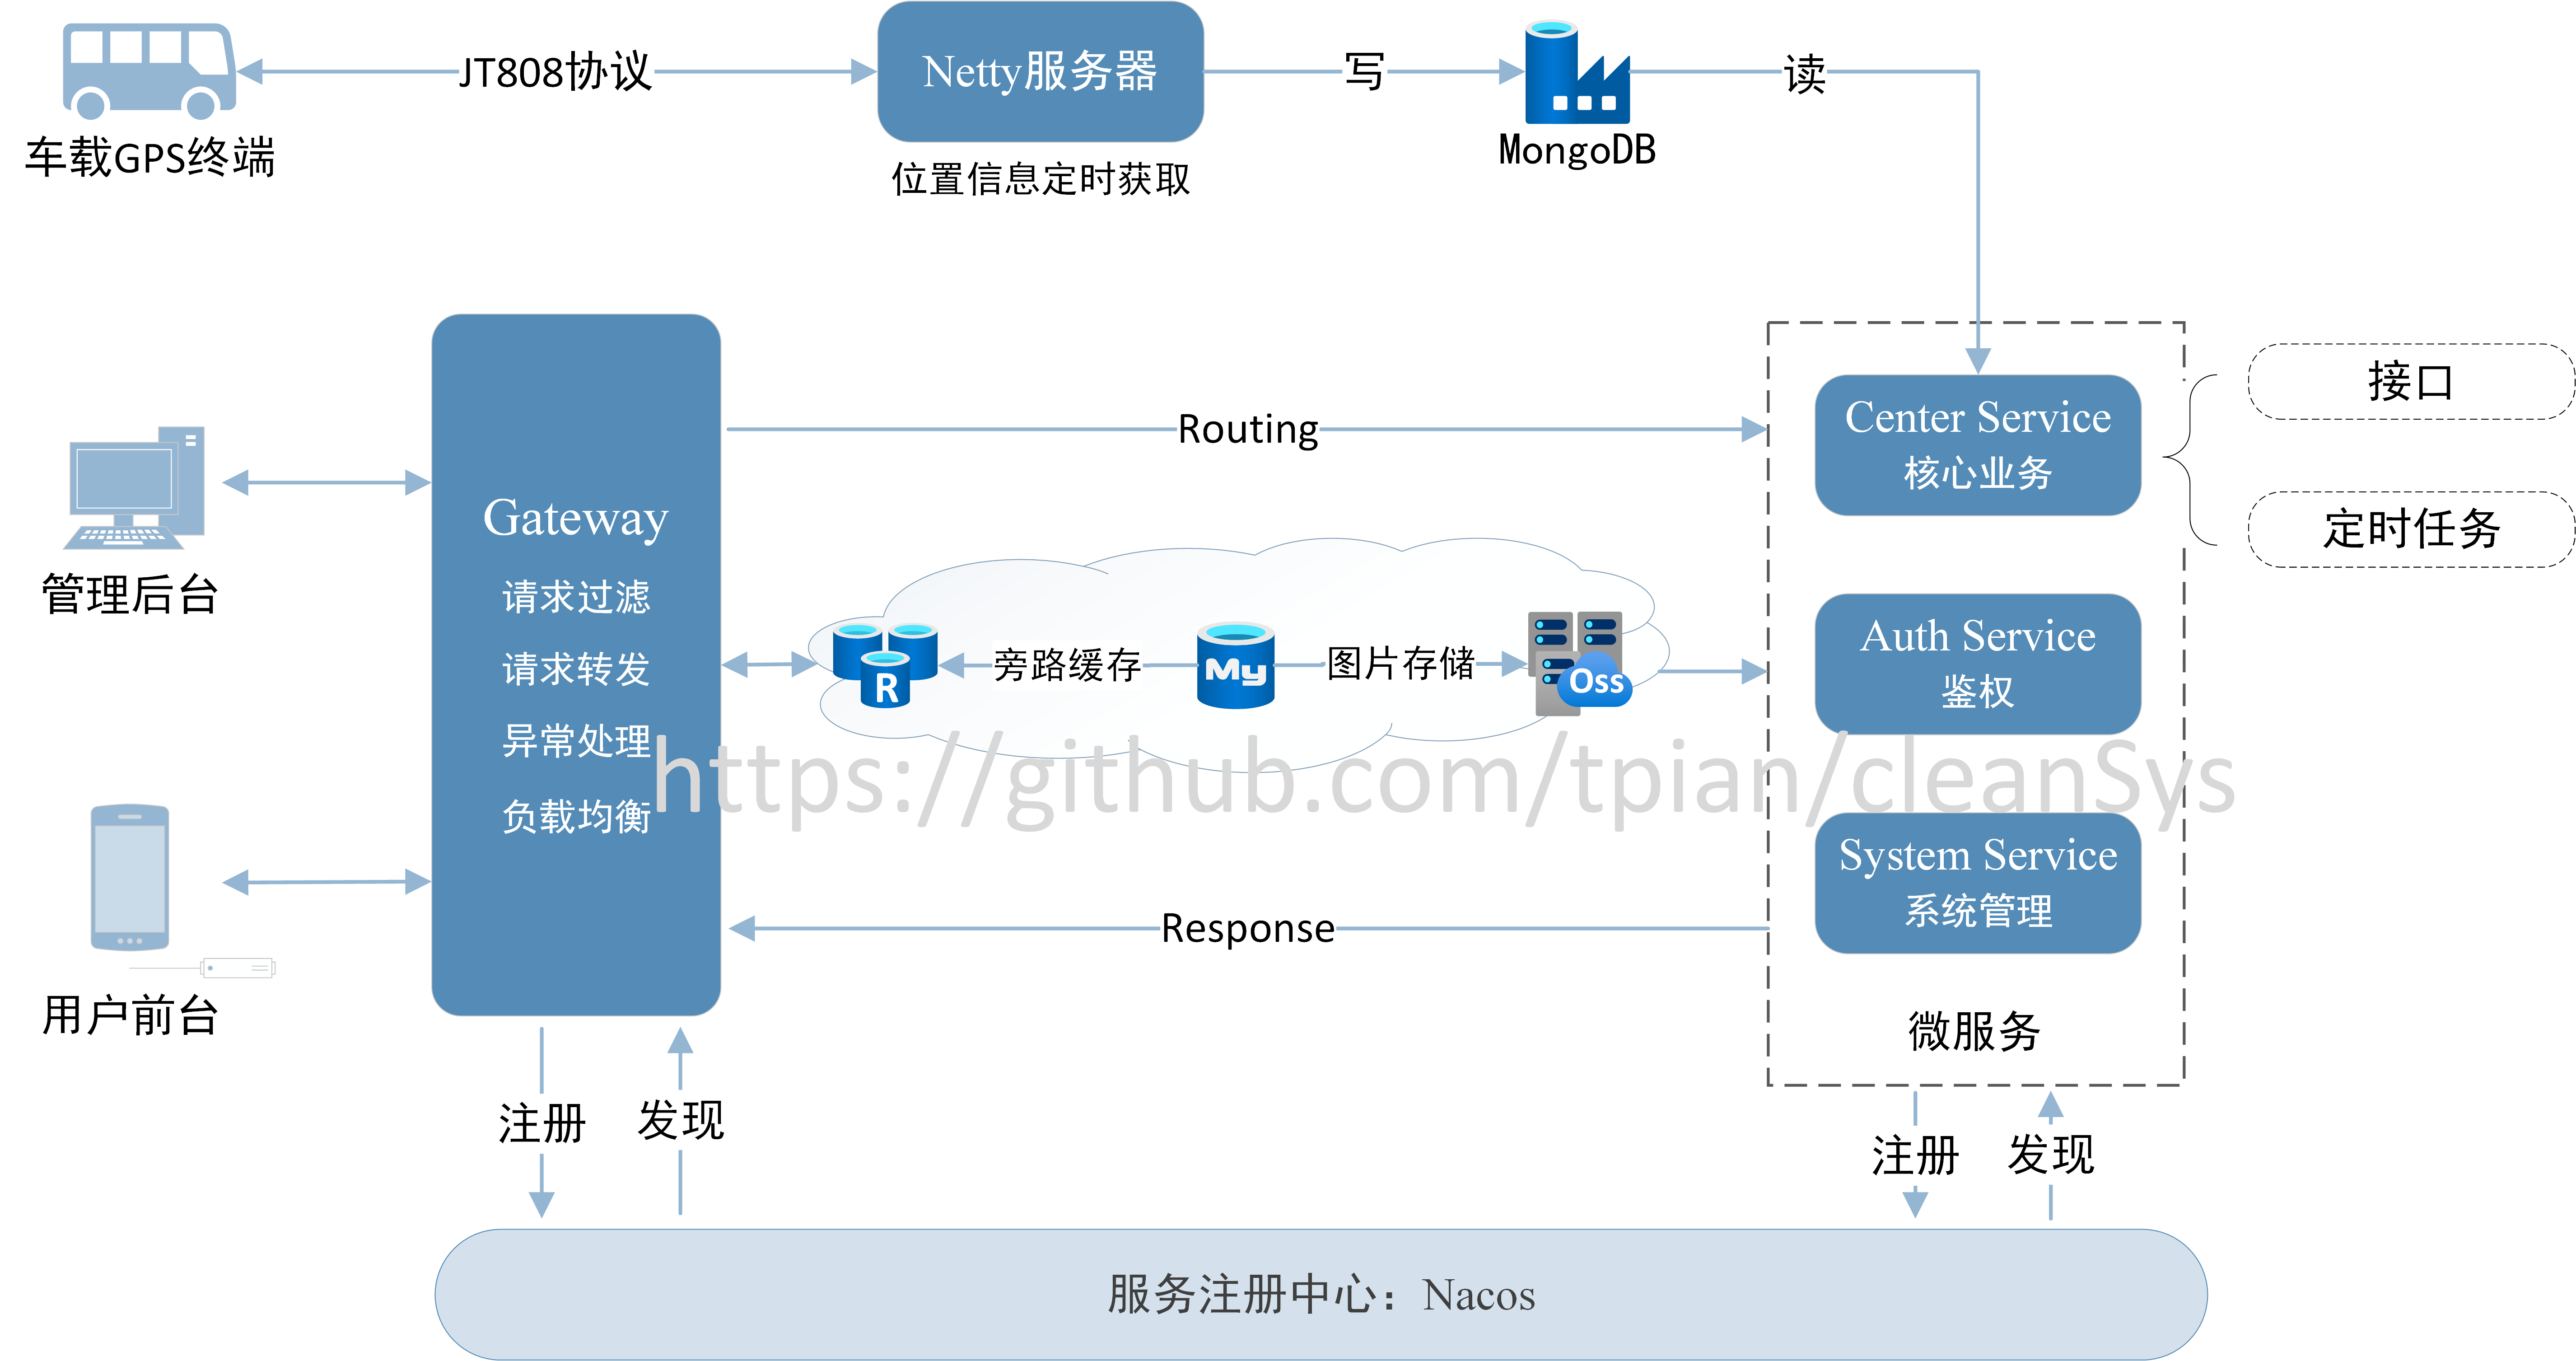 JT808协议
Netty服务器
写
读
车载GPS终端
位置信息定时获取
MongoDB
Routing
Center Service
核心业务
接口
定时任务
管理后台
Gateway
请求过滤
请求转发
异常处理
负载均衡
R
旁路缓存
My
图片存储
Oss
Auth Service
鉴权
https://github.com/tpian/cleanSys
System Service
系统管理
Response
用户前台
微服务
注册
发现
注册
发现
服务注册中心：Nacos